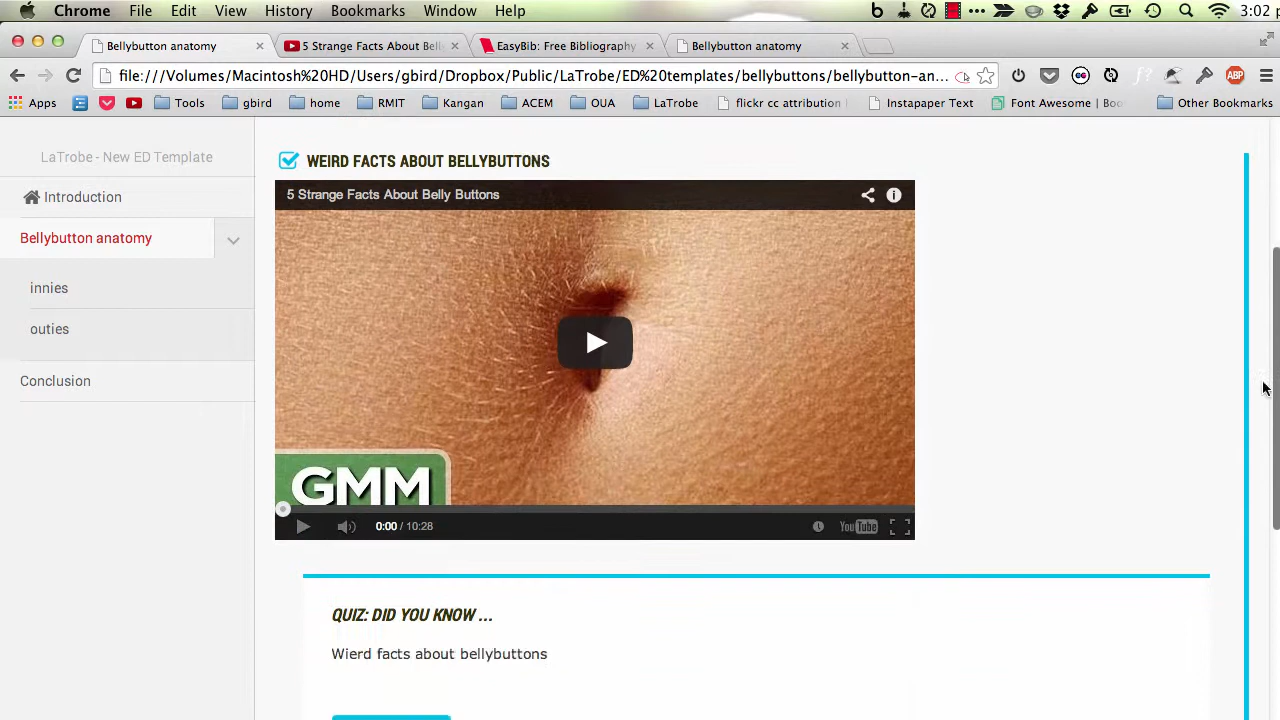 Chrome File Edit View History Bookmarks Window Help 3:02 p
Bellybutton anatomy 5 Strange Facts About Bell EasyBib: Free Bibliography Bellybutton anatomy
file:///Volumes/Macintosh%20HD/Users/gbird/Dropbox/Public/LaTrobe/ED%20templates/bellybuttons/bellybutton-an... ABP
Apps Tools gbird home RMIT Kangan ACEM OUA LaTrobe flickr cc attribution Instapaper Text Font Awesome | Boo Other Bookmarks
LaTrobe - New ED Template
Introduction
Bellybutton anatomy
innies
outies
Conclusion
WEIRD FACTS ABOUT BELLYBUTTONS
5 Strange Facts About Belly Buttons
GMM
0:00 / 10:28 YouTube
QUIZ: DID YOU KNOW ...
Wierd facts about bellybuttons